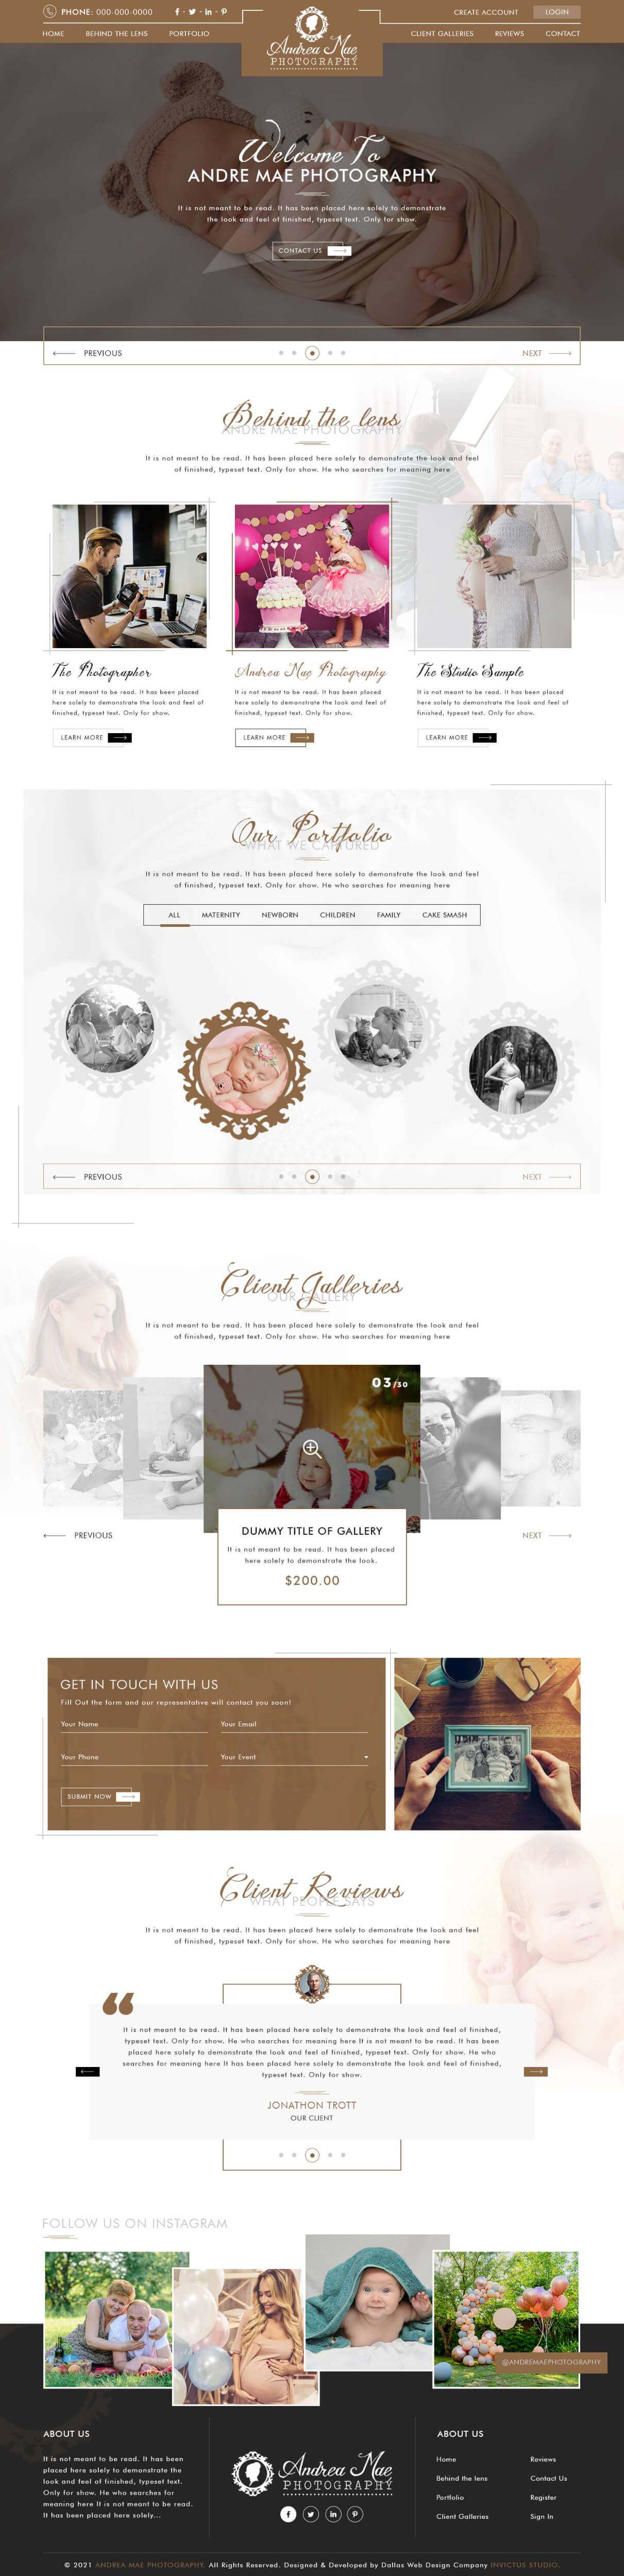 PHONE: 000-000-0000
CREATE ACCOUNT
LOGIN
HOME
BEHIND THE LENS
PORTFOLIO
Andrea Mae
PHOTOGRAPHY
CLIENT GALLERIES
REVIEWS
CONTACT
Welcome To
ANDRE MAE PHOTOGRAPHY
It is not meant to be read. It has been placed here solely to demonstrate
the look and feel of finished, typeset text. Only for show.
CONTACT US
PREVIOUS
NEXT
Behind the lens
ANDRE MAE PHOTOGRAPHY
It is not meant to be read. It has been placed here solely to demonstrate the look and feel
of finished, typeset text. Only for show. He who searches for meaning here
The Photographer
It is not meant to be read. It has been placed
here solely to demonstrate the look and feel of
finished, typeset text. Only for show.
LEARN MORE
Andrea Mae Photography
It is not meant to be read. It has been placed
here solely to demonstrate the look and feel of
finished, typeset text. Only for show.
LEARN MORE
The Studio Sample
It is not meant to be read. It has been placed
here solely to demonstrate the look and feel of
finished, typeset text. Only for show.
LEARN MORE
Our Portfolio
WHAT WE CAPTURED
It is not meant to be read. It has been placed here solely to demonstrate the look and feel
of finished, typeset text. Only for show. He who searches for meaning here
ALL
MATERNITY
NEWBORN
CHILDREN
FAMILY
CAKE SMASH
PREVIOUS
NEXT
Client Galleries
OUR GALLERY
It is not meant to be read. It has been placed here solely to demonstrate the look and feel
of finished, typeset text. Only for show. He who searches for meaning here
03/30
PREVIOUS
NEXT
DUMMY TITLE OF GALLERY
It is not meant to be read. It has been placed
here solely to demonstrate the look.
$200.00
GET IN TOUCH WITH US
Fill Out the form and our representative will contact you soon!
Your Name
Your Email
Your Phone
Your Event
SUBMIT NOW
Client Reviews
WHAT PEOPLE SAYS
It is not meant to be read. It has been placed here solely to demonstrate the look and feel
of finished, typeset text. Only for show. He who searches for meaning here
It is not meant to be read. It has been placed here solely to demonstrate the look and feel of finished,
typeset text. Only for show. He who searches for meaning here It is not meant to be read. It has been
placed here solely to demonstrate the look and feel of finished, typeset text. Only for show. He who
searches for meaning here It has been placed here solely to demonstrate the look and feel of finished,
typeset text. Only for show.
JONATHON TROTT
OUR CLIENT
FOLLOW US ON INSTAGRAM
@ANDREMAEPHOTOGRAPHY
ABOUT US
It is not meant to be read. It has been
placed here solely to demonstrate the
look and feel of finished, typeset text.
Only for show. He who searches for
meaning here It is not meant to be read.
It has been placed here solely...
Andrea Mae
PHOTOGRAPHY
ABOUT US
Home
Reviews
Behind the lens
Contact Us
Portfolio
Register
Client Galleries
Sign In
© 2021 ANDREA MAE PHOTOGRAPHY. All Rights Reserved. Designed & Developed by Dallas Web Design Company INVICTUS STUDIO.